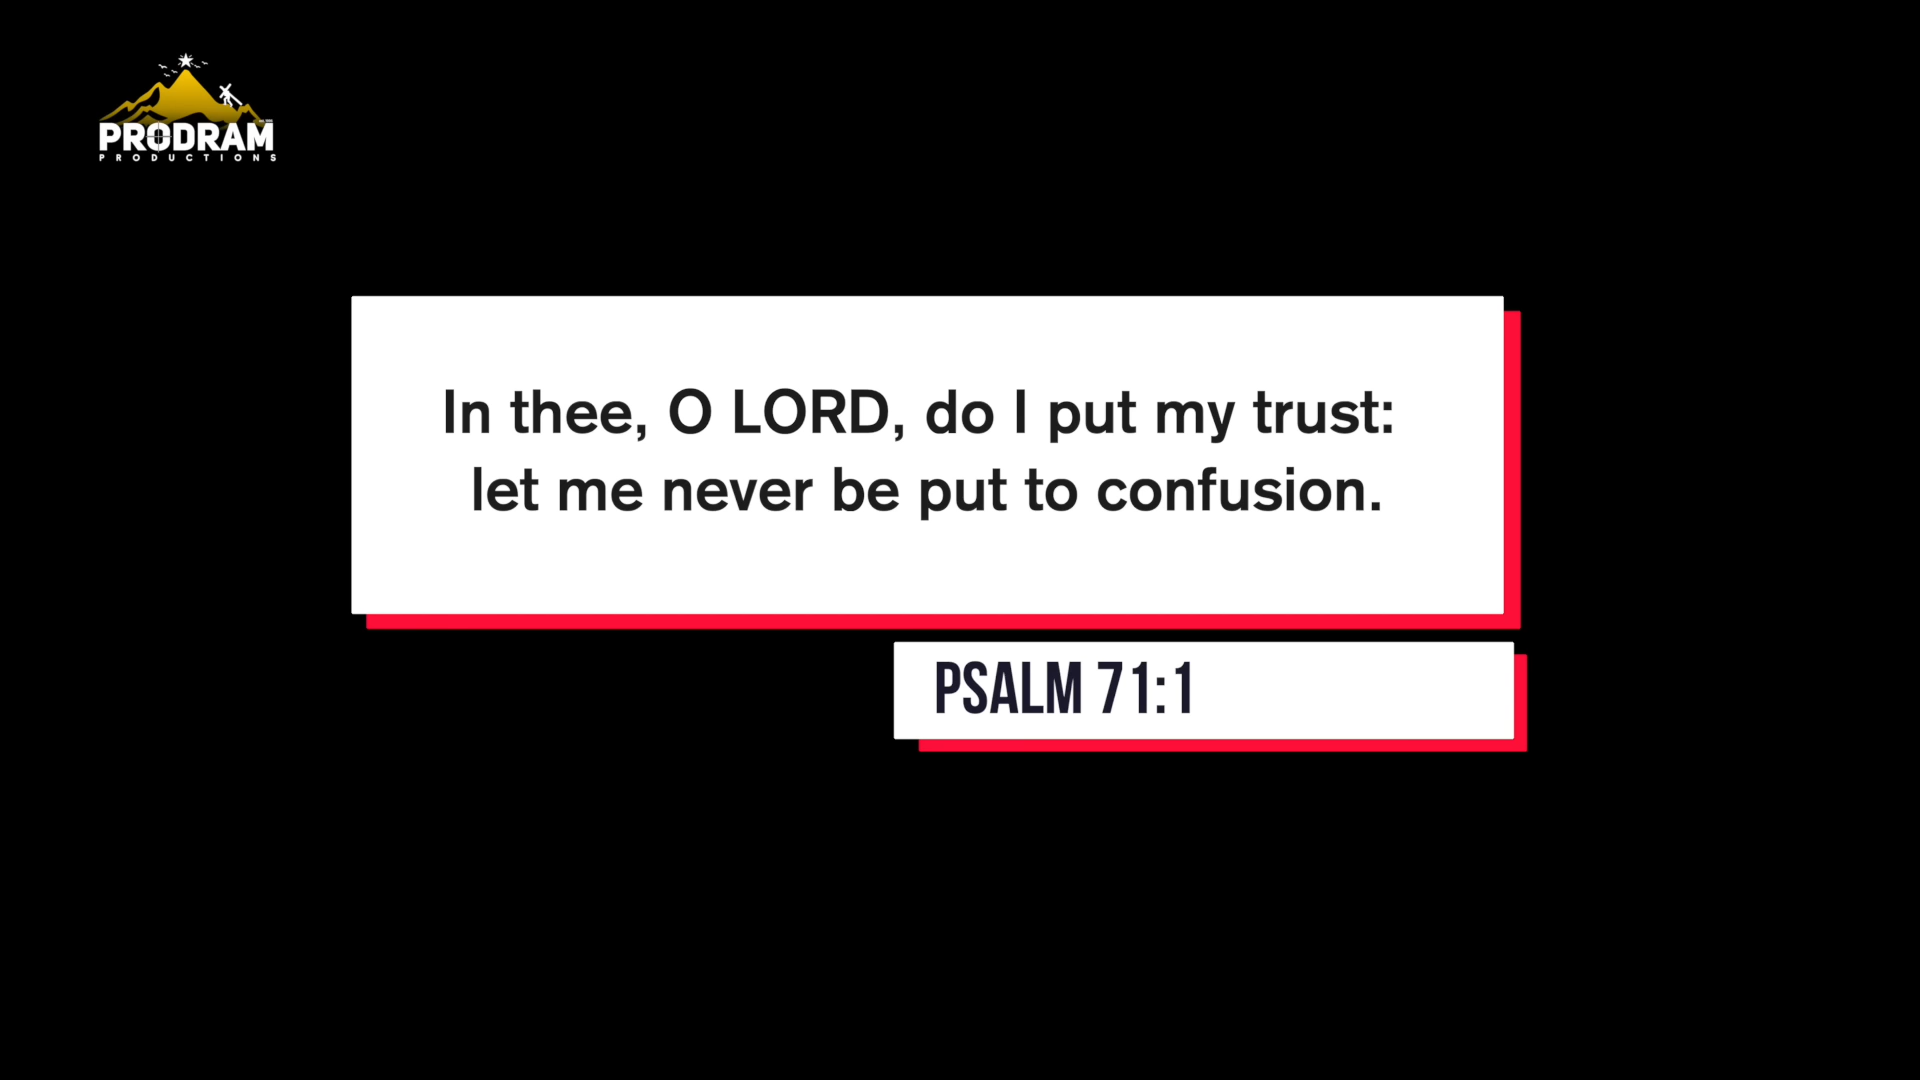 PRODRAM
PRODUCTIONS
In thee, O LORD, do I put my trust:
let me never be put to confusion.
PSALM 71:1